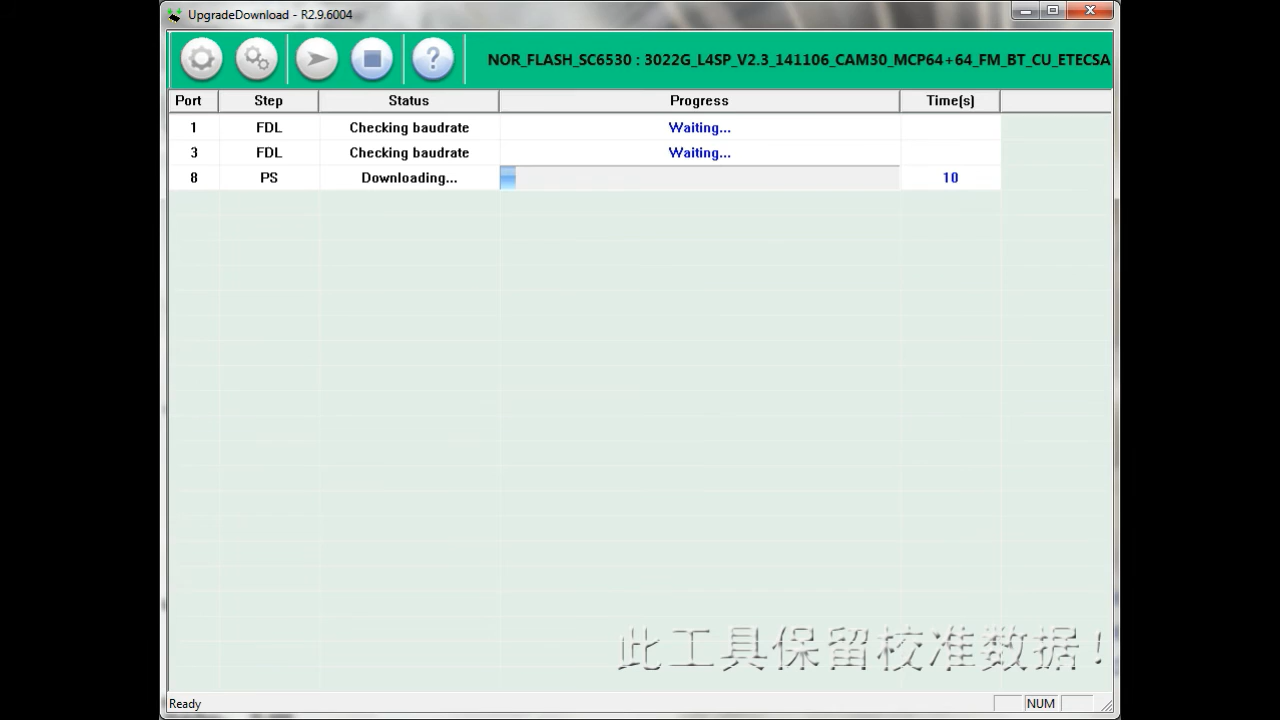 UpgradeDownload - R2.9.6004
NOR_FLASH_SC6530 : 3022G_L4SP_V2.3_141106_CAM30_MCP64+64_FM_BT_CU_ETECSA
Port Step Status Progress Time(s)
1 FDL Checking baudrate Waiting...
3 FDL Checking baudrate Waiting...
8 PS Downloading... 10
此工具保留校准数据!
Ready NUM